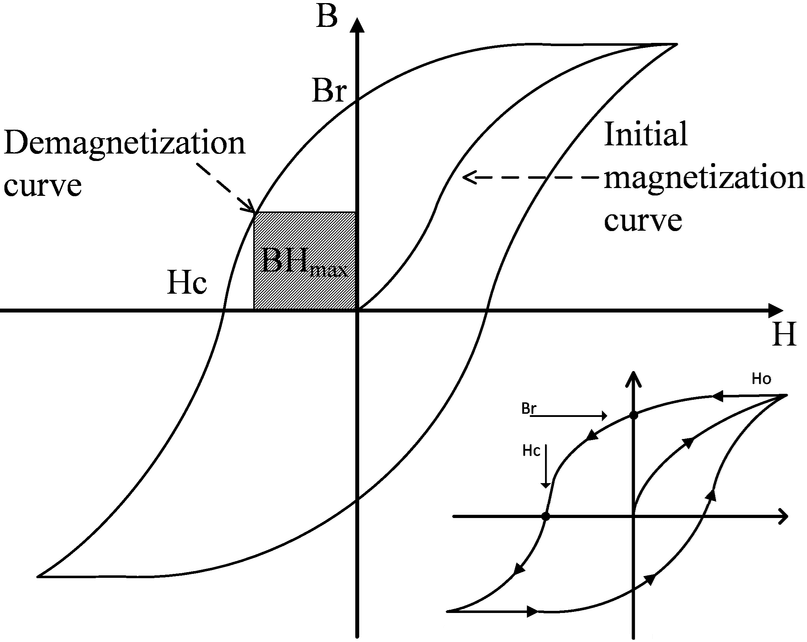 B
Br
Demagnetization
curve
Initial
magnetization
curve
BHmax
Hc
H
Ho
Br
Hc